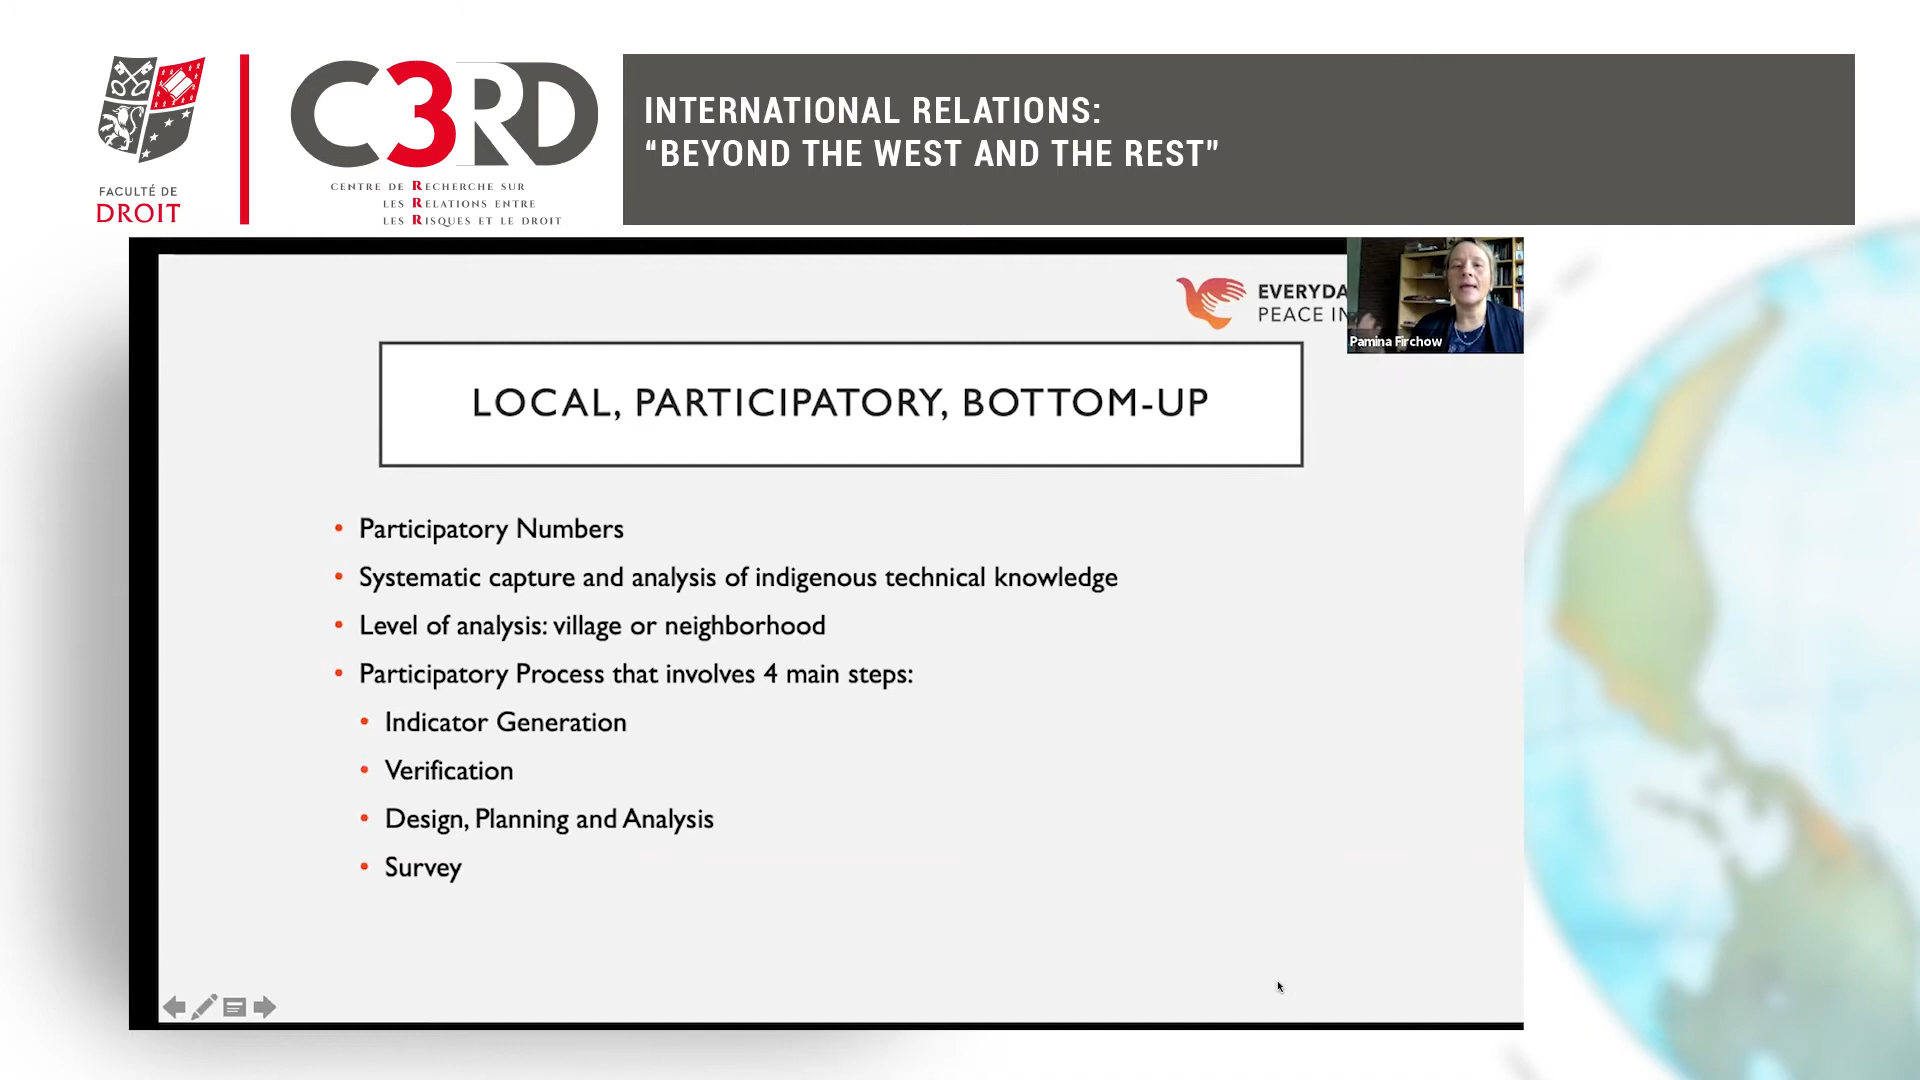 FACULTÉ DE
DROIT
C3RD
CENTRE DE RECHERCHE SUR
LES RELATIONS ENTRE
LES RISQUES ET LE DROIT
INTERNATIONAL RELATIONS:
“BEYOND THE WEST AND THE REST”
EVERYDA
PEACE IN
Pamina Firchow
LOCAL, PARTICIPATORY, BOTTOM-UP
• Participatory Numbers
• Systematic capture and analysis of indigenous technical knowledge
• Level of analysis: village or neighborhood
• Participatory Process that involves 4 main steps:
• Indicator Generation
• Verification
• Design, Planning and Analysis
• Survey